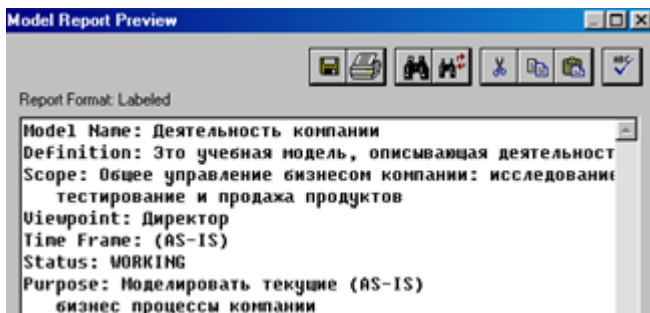 Model Report Preview
Report Format: Labeled
Model Name: Деятельность компании
Definition: Это учебная модель, описывающая деятельност
Scope: Общее управление бизнесом компании: исследование
тестирование и продажа продуктов
Viewpoint: Директор
Time Frame: (AS-IS)
Status: WORKING
Purpose: Моделировать текущие (AS-IS)
бизнес процессы компании